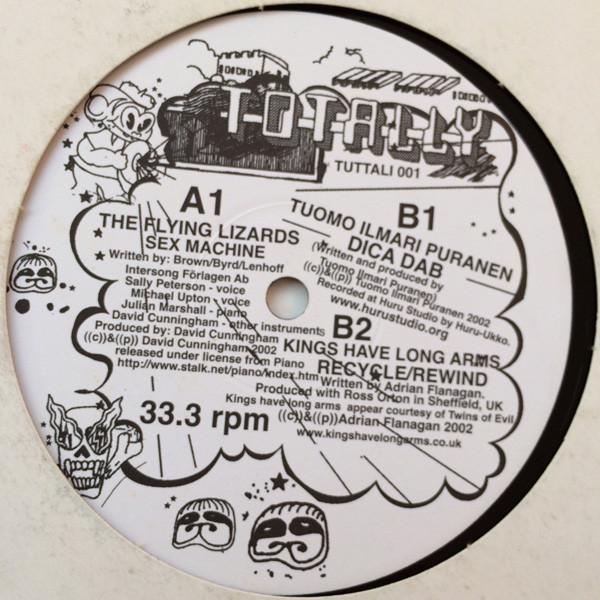 TOTALLY
TUTTALI 001
A1
THE FLYING LIZARDS
SEX MACHINE
Written by: Brown/Byrd/Lenhoff
Intersong Förlagen Ab
Sally Peterson - voice
Michael Upton - voice
Julian Marshall - piano
David Cunningham - other instruments
Produced by: David Cunningham
((c))&((p)) David Cunningham 2002
released under license from Piano
http://www.stalk.net/piano/index.htm
33.3 rpm
B1
TUOMO ILMARI PURANEN
DICA DAB
(Written and produced by
Tuomo Ilmari Puranen)
((c))&((p)) Tuomo Ilmari Puranen 2002
Recorded at Huru Studio by Huru-Ukko.
www.hurustudio.org
B2
KINGS HAVE LONG ARMS
RECYCLE/REWIND
Written by Adrian Flanagan.
Produced with Ross Orton in Sheffield, UK
Kings have long arms appear courtesy of Twins of Evil
((c))&((p))Adrian Flanagan 2002
www.kingshavelongarms.co.uk